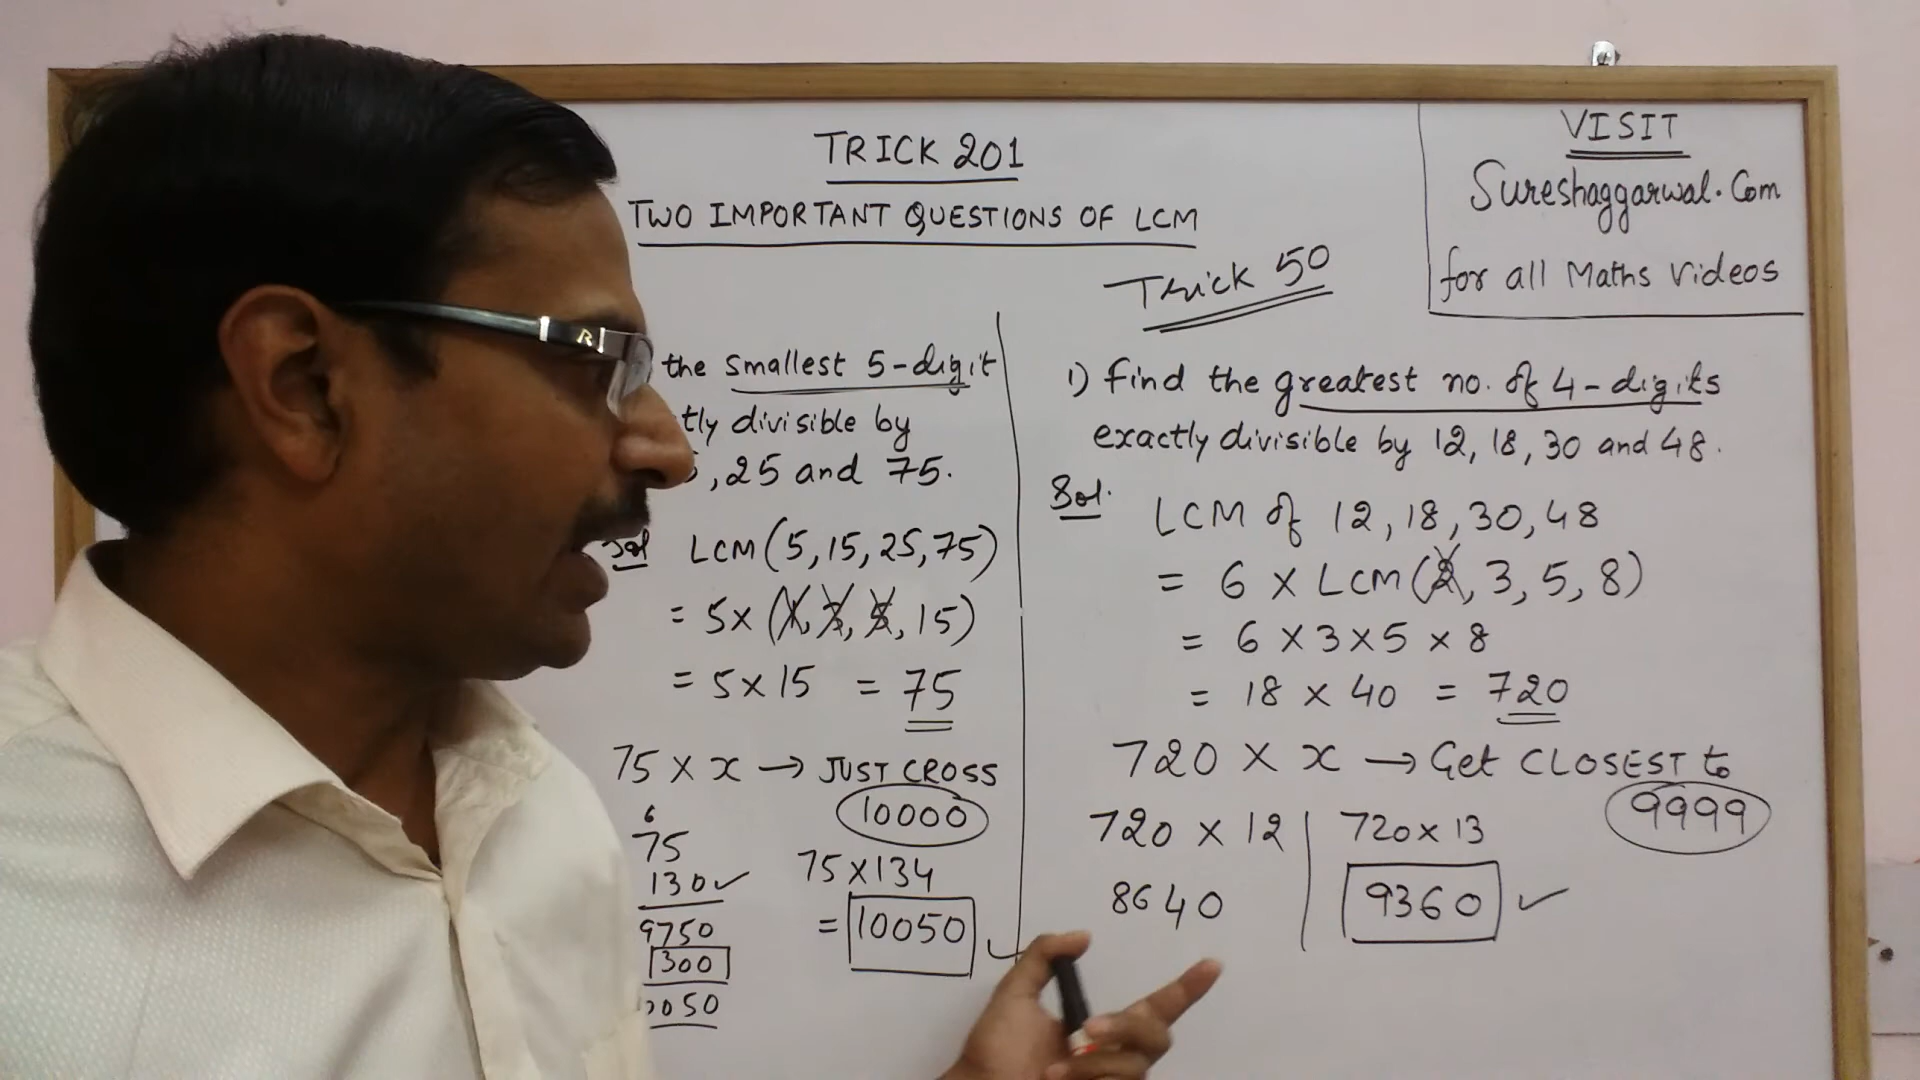 TRICK 201
TWO IMPORTANT QUESTIONS OF LCM
VISIT
Sureshaggarwal.Com
for all Maths Videos
Trick 50
the smallest 5-digit
tly divisible by
,25 and 75.
Sol LCM(5,15,25,75)
= 5x(1, 3, 5, 15)
= 5x15 = 75
75 x x → JUST CROSS
10000
6
75
130✓
9750
300
050
75x134
= 10050 ✓
1) Find the greatest no. of 4-digits
exactly divisible by 12, 18, 30 and 48.
Sol. LCM of 12, 18, 30, 48
= 6 x LCM(2, 3, 5, 8)
= 6 x 3 x 5 x 8
= 18 x 40 = 720
720 x x → Get CLOSEST to
9999
720 x 12 | 720x13
8640 | 9360 ✓
R